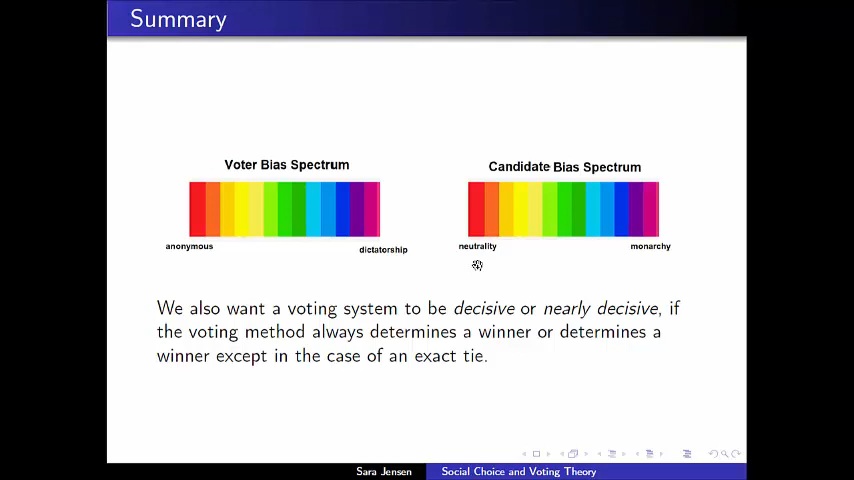 Summary
Voter Bias Spectrum
Candidate Bias Spectrum
anonymous
dictatorship
neutrality
monarchy
We also want a voting system to be decisive or nearly decisive, if
the voting method always determines a winner or determines a
winner except in the case of an exact tie.
Sara Jensen
Social Choice and Voting Theory